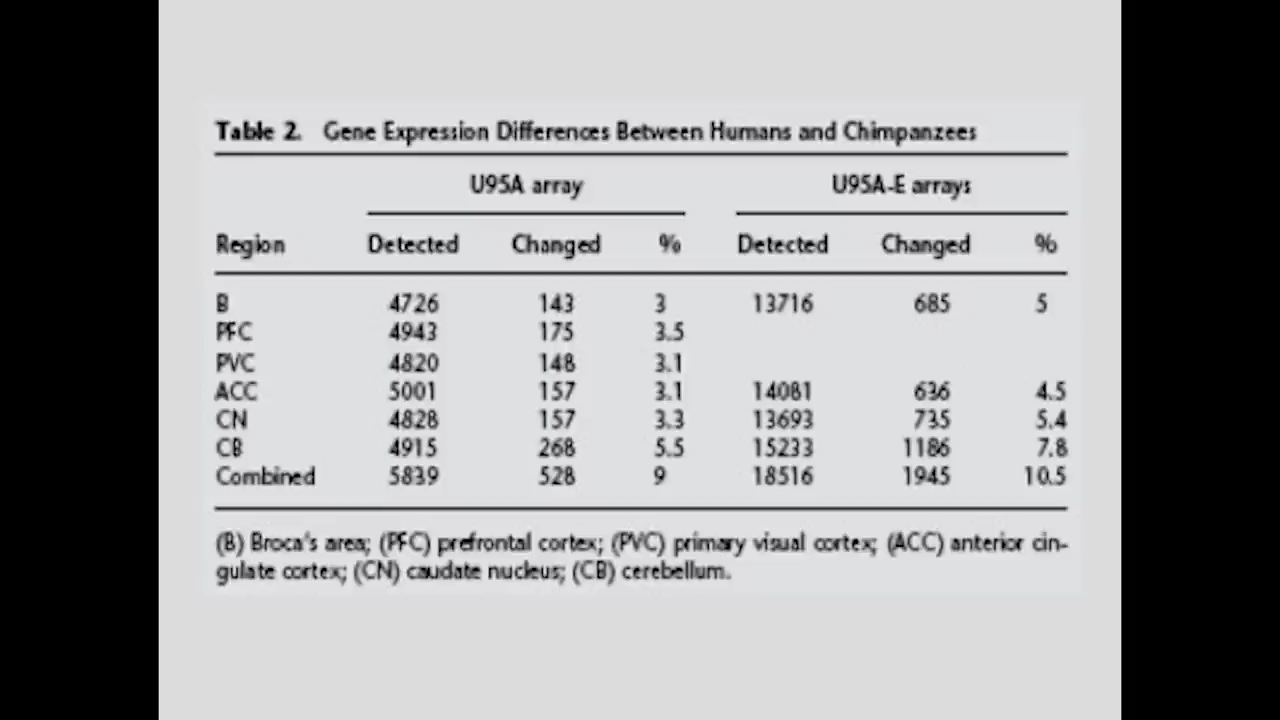 Table 2. Gene Expression Differences Between Humans and Chimpanzees
U95A array U95A-E arrays
Region Detected Changed % Detected Changed %
B 4726 143 3 13716 685 5
PFC 4943 175 3.5
PVC 4820 148 3.1
ACC 5001 157 3.1 14081 636 4.5
CN 4828 157 3.3 13693 735 5.4
CB 4915 268 5.5 15233 1186 7.8
Combined 5839 528 9 18516 1945 10.5
(B) Broca's area; (PFC) prefrontal cortex; (PVC) primary visual cortex; (ACC) anterior cin-
gulate cortex; (CN) caudate nucleus; (CB) cerebellum.